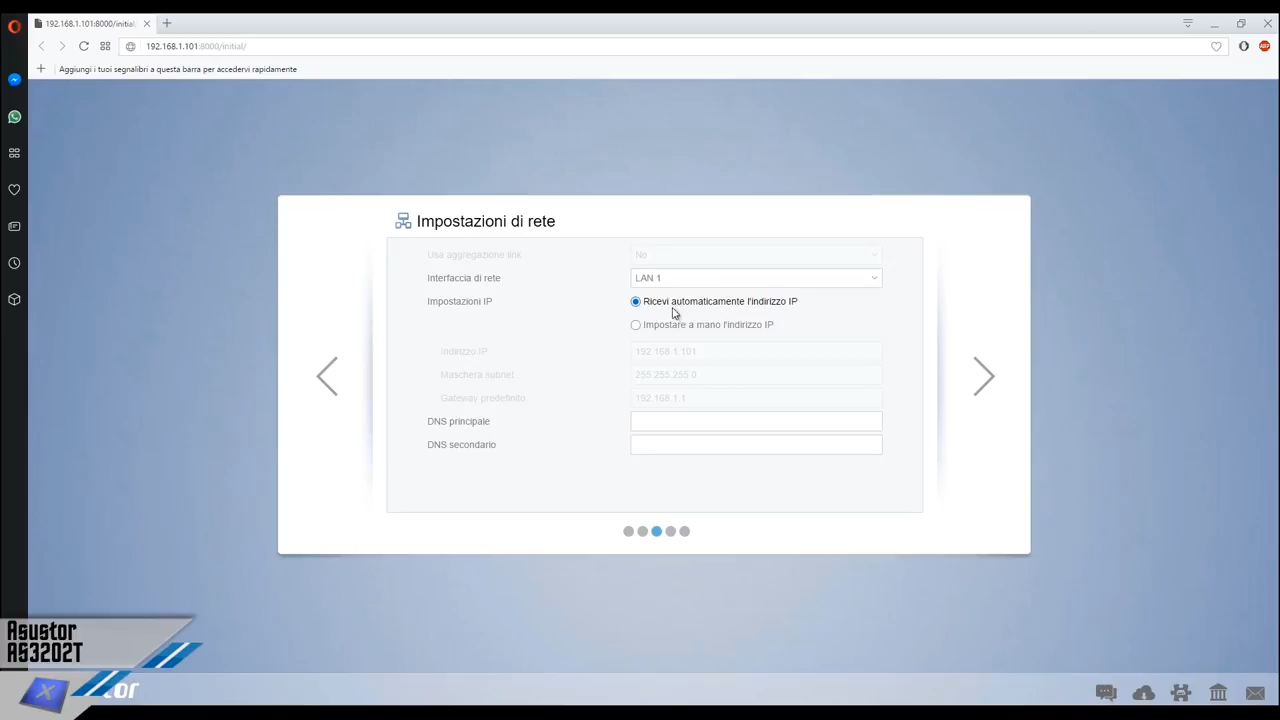 192.168.1.101:8000/initial
192.168.1.101:8000/initial/
ABP
Aggiungi i tuoi segnalibri a questa barra per accedervi rapidamente
Impostazioni di rete
Usa aggregazione link No
Interfaccia di rete LAN 1
Impostazioni IP Ricevi automaticamente l'indirizzo IP
Impostare a mano l'indirizzo IP
Indirizzo IP 192.168.1.101
Maschera subnet 255.255.255.0
Gateway predefinito 192.168.1.1
DNS principale
DNS secondario
Asustor
AS3202T
tor